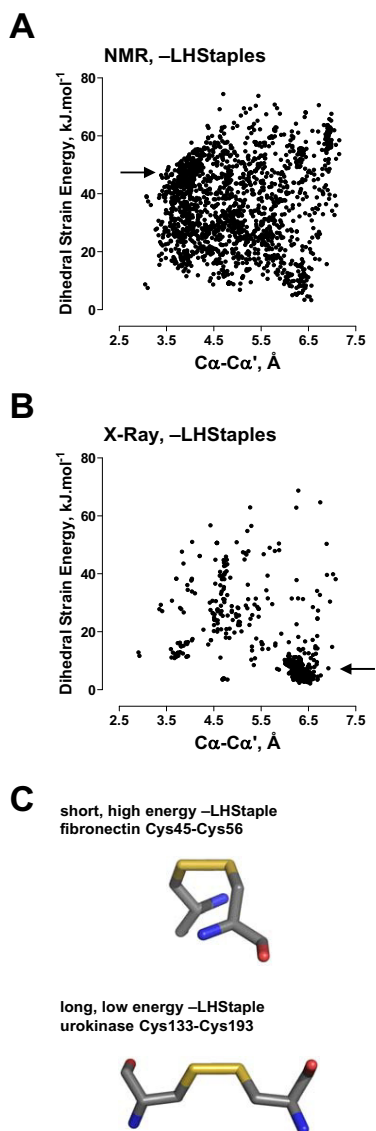 A
NMR, –LHStaples
Dihedral Strain Energy, kJ.mol-1
80
60
40
20
0
2.5 3.5 4.5 5.5 6.5 7.5
Cα-Cα', Å
B
X-Ray, –LHStaples
Dihedral Strain Energy, kJ.mol-1
80
60
40
20
0
2.5 3.5 4.5 5.5 6.5 7.5
Cα-Cα', Å
C
short, high energy –LHStaple
fibronectin Cys45-Cys56
long, low energy –LHStaple
urokinase Cys133-Cys193